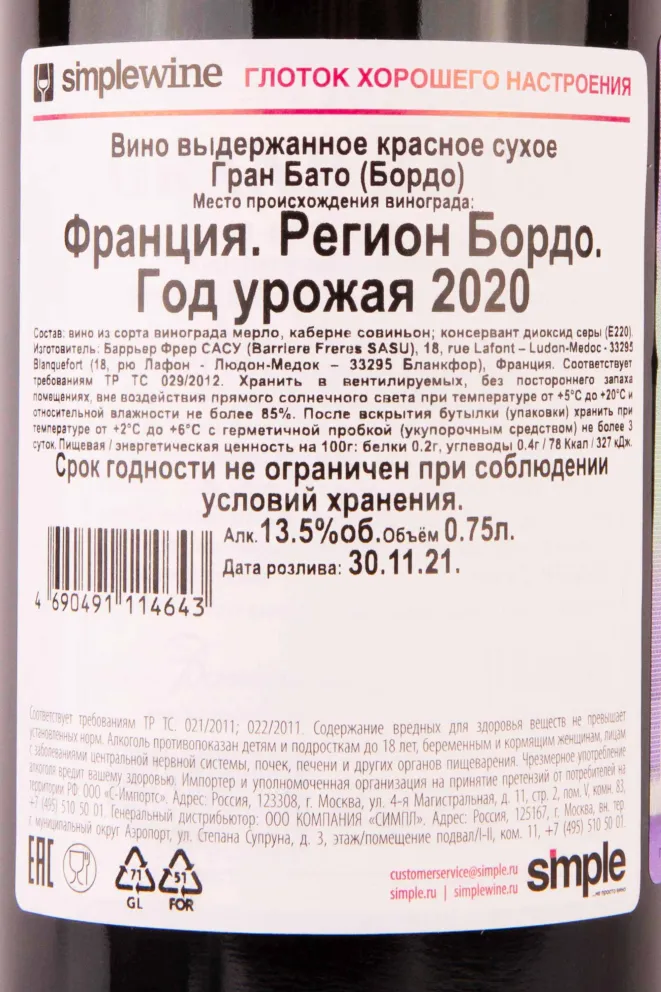 simplewine ГЛОТОК ХОРОШЕГО НАСТРОЕНИЯ
Вино выдержанное красное сухое
Гран Бато (Бордо)
Место происхождения винограда:
Франция. Регион Бордо.
Год урожая 2020
Состав: вино из сорта винограда мерло, каберне совиньон; консервант диоксид серы (Е220).
Изготовитель: Баррьер Фрер САСУ (Barriere Freres SASU), 18, rue Lafont – Ludon-Medoc - 33295
Blanquefort (18, рю Лафон - Людон-Медок – 33295 Бланкфор), Франция. Соответствует
требованиям ТР ТС 029/2012. Хранить в вентилируемых, без постороннего запаха
помещениях, вне воздействия прямого солнечного света при температуре от +5°С до +20°С и
относительной влажности не более 85%. После вскрытия бутылки (упаковки) хранить при
температуре от +2°С до +6°С с герметичной пробкой (укупорочным средством) не более 3
суток. Пищевая / энергетическая ценность на 100г: белки 0.2г, углеводы 0.4г / 78 Ккал / 327 кДж.
Срок годности не ограничен при соблюдении
условий хранения.
Алк. 13.5%об. Объём 0.75л.
Дата розлива: 30.11.21.
4 690491 114643
Соответствует требованиям ТР ТС. 021/2011; 022/2011. Содержание вредных для здоровья веществ не превышает
установленных норм. Алкоголь противопоказан детям и подросткам до 18 лет, беременным и кормящим женщинам, лицам
с заболеваниями центральной нервной системы, почек, печени и других органов пищеварения. Чрезмерное употребление
алкоголя вредит вашему здоровью. Импортер и уполномоченная организация на принятие претензий от потребителей на
территории РФ ООО «С-Импортс». Адрес: Россия, 123308, г. Москва, ул. 4-я Магистральная, д. 11, стр. 2, пом. V, комн. 83,
+7 (495) 510 50 01. Генеральный дистрибьютор: ООО КОМПАНИЯ «СИМПЛ». Адрес: Россия, 125167, г. Москва, вн. тер.
г. муниципальный округ Аэропорт, ул. Степана Супруна, д. 3, этаж/помещение подвал/I-II, ком. 11, +7 (495) 510 50 01.
ЕАС
71
GL
51
FOR
customerservice@simple.ru
simple.ru | simplewine.ru
simple
...не просто вино